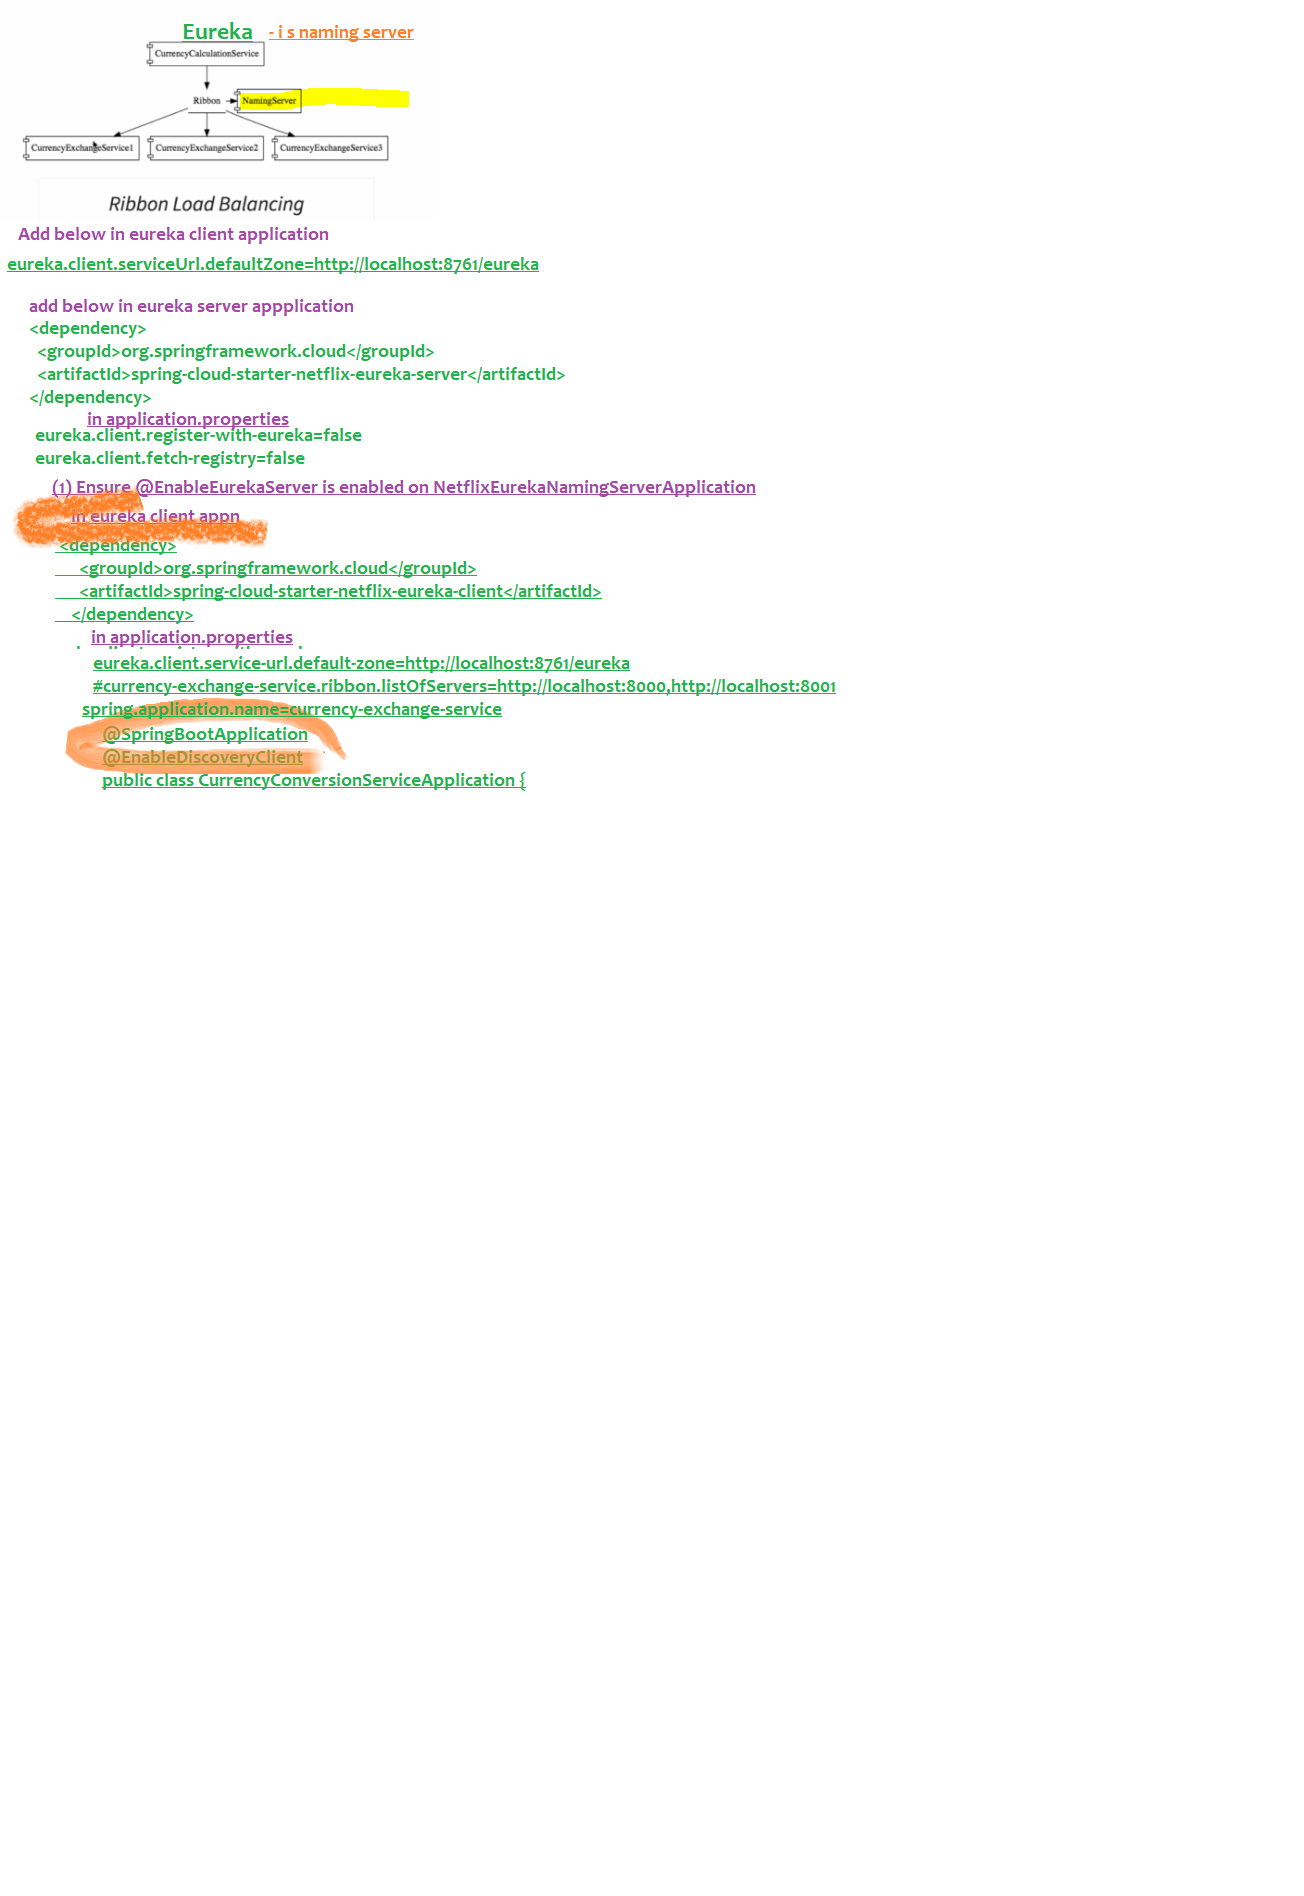 Eureka - i s naming server
CurrencyCalculationService
Ribbon NamingServer
CurrencyExchangeService1 CurrencyExchangeService2 CurrencyExchangeService3
Ribbon Load Balancing
Add below in eureka client application
eureka.client.serviceUrl.defaultZone=http://localhost:8761/eureka
add below in eureka server appplication
<dependency>
<groupId>org.springframework.cloud</groupId>
<artifactId>spring-cloud-starter-netflix-eureka-server</artifactId>
</dependency>
in application.properties
eureka.client.register-with-eureka=false
eureka.client.fetch-registry=false
(1) Ensure @EnableEurekaServer is enabled on NetflixEurekaNamingServerApplication
in eureka client appn
<dependency>
<groupId>org.springframework.cloud</groupId>
<artifactId>spring-cloud-starter-netflix-eureka-client</artifactId>
</dependency>
in application.properties
eureka.client.service-url.default-zone=http://localhost:8761/eureka
#currency-exchange-service.ribbon.listOfServers=http://localhost:8000,http://localhost:8001
spring.application.name=currency-exchange-service
@SpringBootApplication
@EnableDiscoveryClient
public class CurrencyConversionServiceApplication {